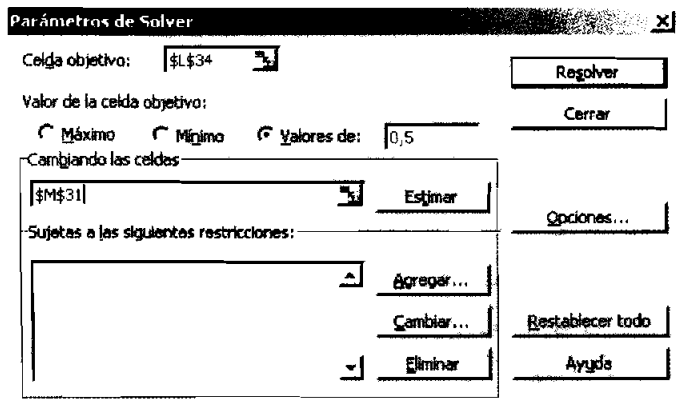 Parámetros de Solver
Celda objetivo: $L$34
Resolver
Valor de la celda objetivo:
Cerrar
Máximo Mínimo Valores de: 0,5
Cambiando las celdas
$M$31
Estimar
Opciones...
Sujetas a las siguientes restricciones:
Agregar...
Cambiar...
Restablecer todo
Eliminar
Ayuda